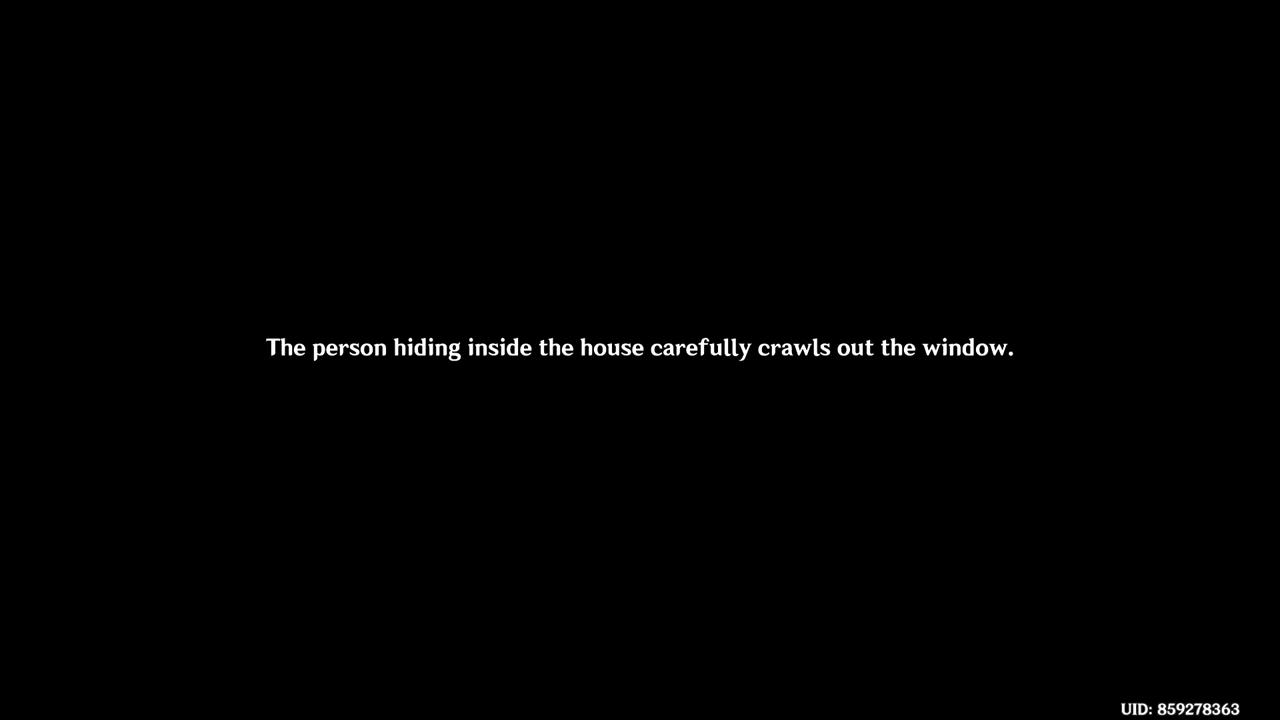 The person hiding inside the house carefully crawls out the window.
UID: 859278363